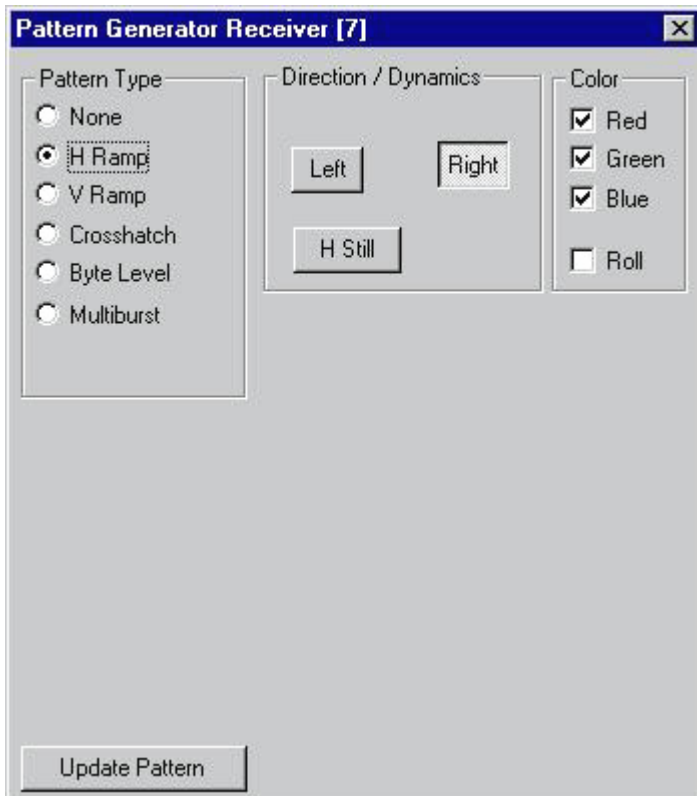 Pattern Generator Receiver [7]
Pattern Type
None
H Ramp
V Ramp
Crosshatch
Byte Level
Multiburst
Direction / Dynamics
Left
Right
H Still
Color
Red
Green
Blue
Roll
Update Pattern